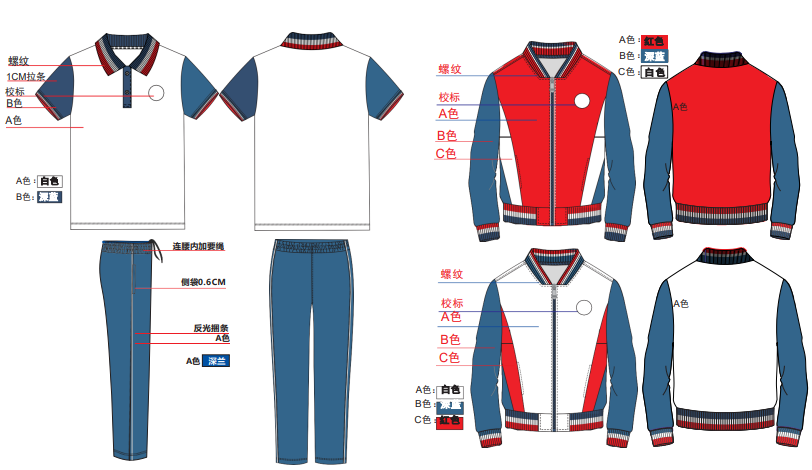 螺纹
1CM拉条
校标
B色
A色
A色：白色
B色：深蓝
连腰内加要绳
侧袋0.6CM
反光捆条
A色
A色 深兰
A色：红色
B色：深蓝
C色：白色
螺纹
校标
A色
B色
C色
A色
螺纹
校标
A色
B色
C色
A色
A色：白色
B色：深蓝
C色：红色